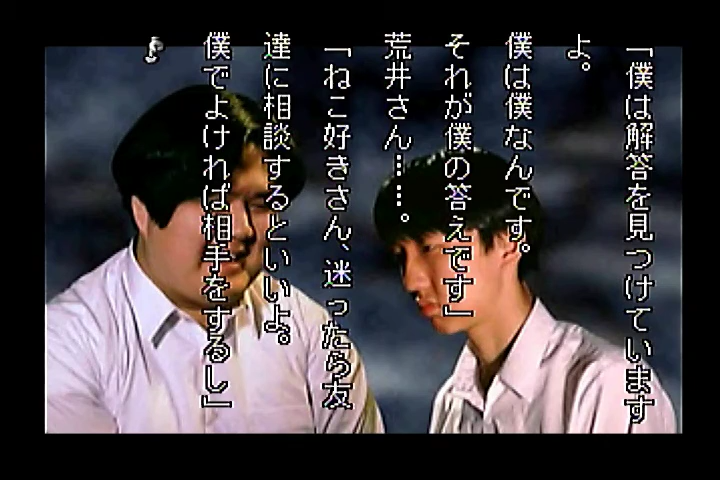 「僕は解答を見つけています
よ。
僕は僕なんです。
それが僕の答えです」
荒井さん……。
「ねこ好きさん、迷ったら友
達に相談するといいよ。
僕でよければ相手をするし」